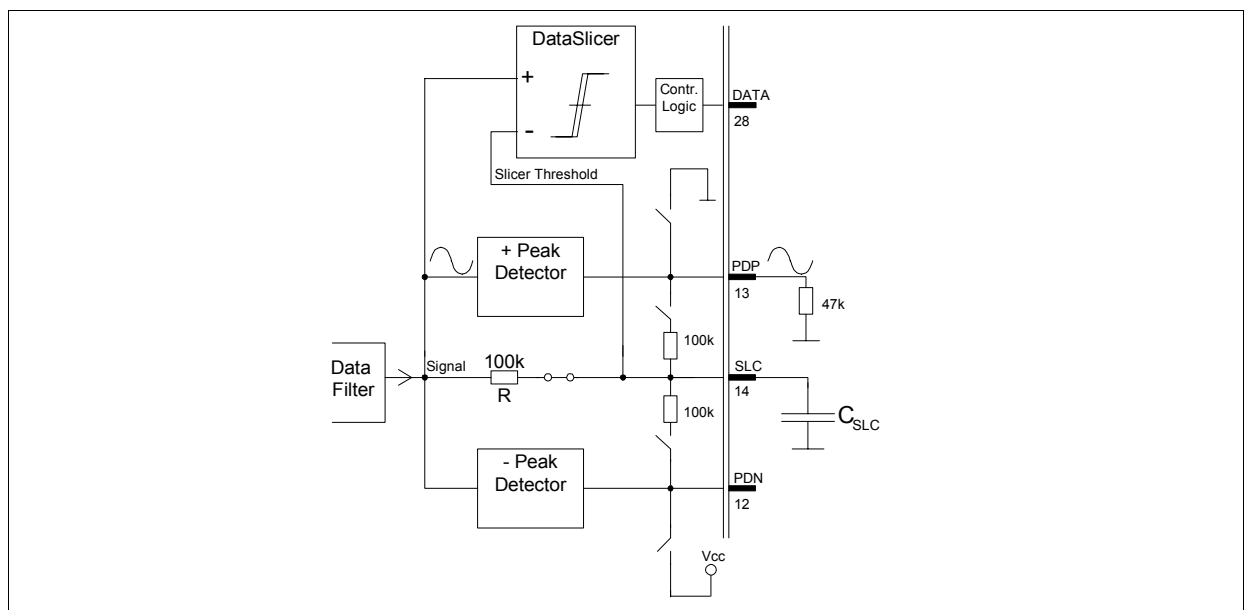 DataSlicer
+
-
Contr.
Logic
DATA
28
Slicer Threshold
+ Peak
Detector
PDP
13
47k
100k
Data
Filter
Signal
100k
R
SLC
14
100k
CSLC
- Peak
Detector
PDN
12
Vcc